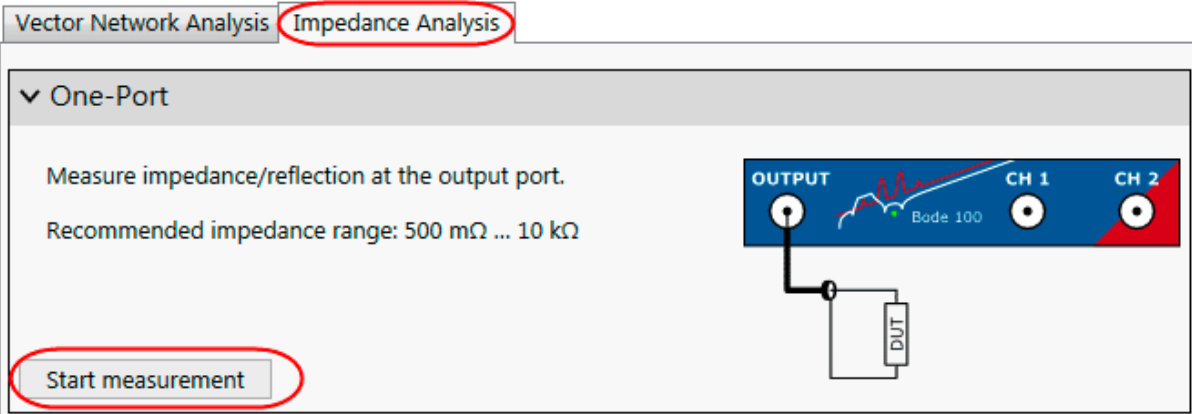 Vector Network Analysis Impedance Analysis
One-Port
Measure impedance/reflection at the output port.
Recommended impedance range: 500 mΩ ... 10 kΩ
OUTPUT CH 1 CH 2
Bode 100
DUT
Start measurement